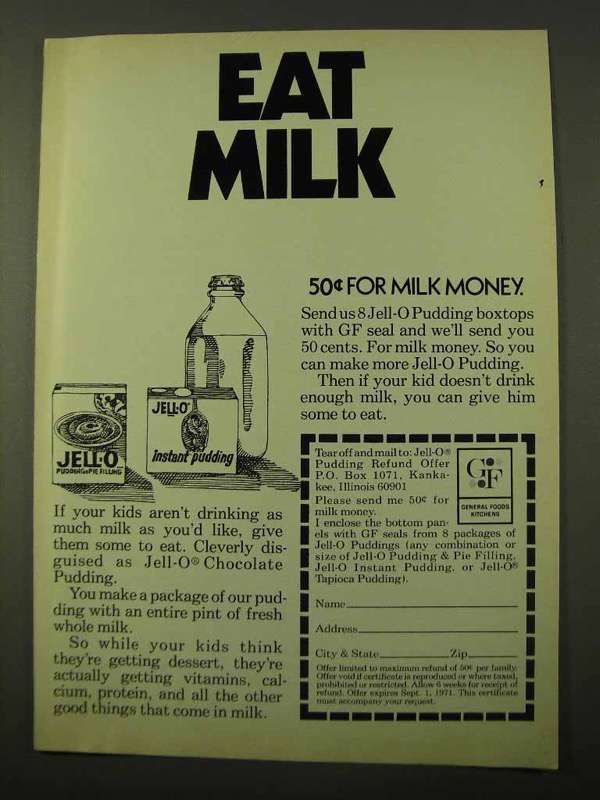 EAT
MILK
50¢ FOR MILK MONEY.
Send us 8 Jell-O Pudding boxtops
with GF seal and we'll send you
50 cents. For milk money. So you
can make more Jell-O Pudding.
Then if your kid doesn't drink
enough milk, you can give him
some to eat.
JELL-O
PUDDING & PIE FILLING
JELL-O
instant pudding
If your kids aren't drinking as
much milk as you'd like, give
them some to eat. Cleverly dis-
guised as Jell-O® Chocolate
Pudding.
You make a package of our pud-
ding with an entire pint of fresh
whole milk.
So while your kids think
they're getting dessert, they're
actually getting vitamins, cal-
cium, protein, and all the other
good things that come in milk.
Tear off and mail to: Jell-O®
Pudding Refund Offer
P.O. Box 1071, Kanka-
kee, Illinois 60901
Please send me 50¢ for
milk money.
I enclose the bottom pan-
els with GF seals from 8 packages of
Jell-O Puddings (any combination or
size of Jell-O Pudding & Pie Filling,
Jell-O Instant Pudding, or Jell-O®
Tapioca Pudding).
GF
GENERAL FOODS
KITCHENS
Name
Address
City & State Zip
Offer limited to maximum refund of 50¢ per family.
Offer void if certificate is reproduced or where taxed,
prohibited or restricted. Allow 6 weeks for receipt of
refund. Offer expires Sept. 1, 1971. This certificate
must accompany your request.